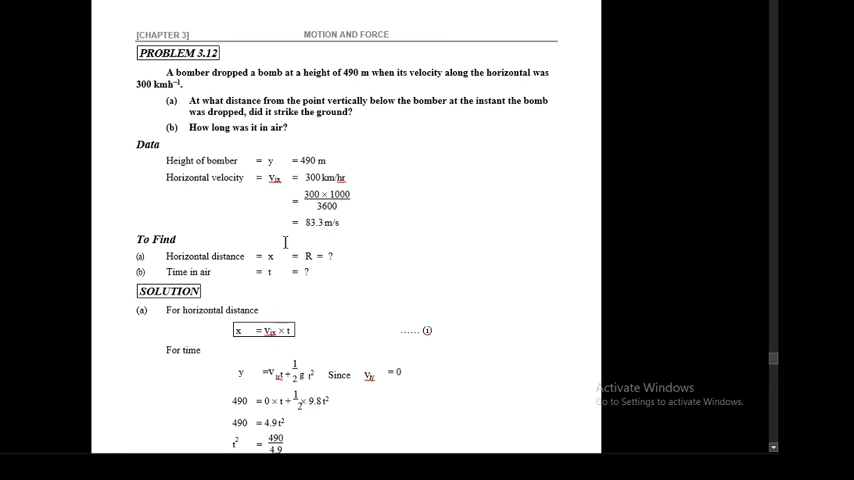 [CHAPTER 3] MOTION AND FORCE
PROBLEM 3.12
A bomber dropped a bomb at a height of 490 m when its velocity along the horizontal was
300 kmh⁻¹.
(a) At what distance from the point vertically below the bomber at the instant the bomb
was dropped, did it strike the ground?
(b) How long was it in air?
Data
Height of bomber = y = 490 m
Horizontal velocity = vᵢₓ = 300 km/hr
= 300 × 1000 / 3600
= 83.3 m/s
To Find
(a) Horizontal distance = x = R = ?
(b) Time in air = t = ?
SOLUTION
(a) For horizontal distance
x = vᵢₓ × t ...... (i)
For time
y = v_iy t + 1/2 g t² Since v_iy = 0
490 = 0 × t + 1/2 × 9.8 t²
490 = 4.9 t²
t² = 490 / 4.9
Activate Windows
Go to Settings to activate Windows.